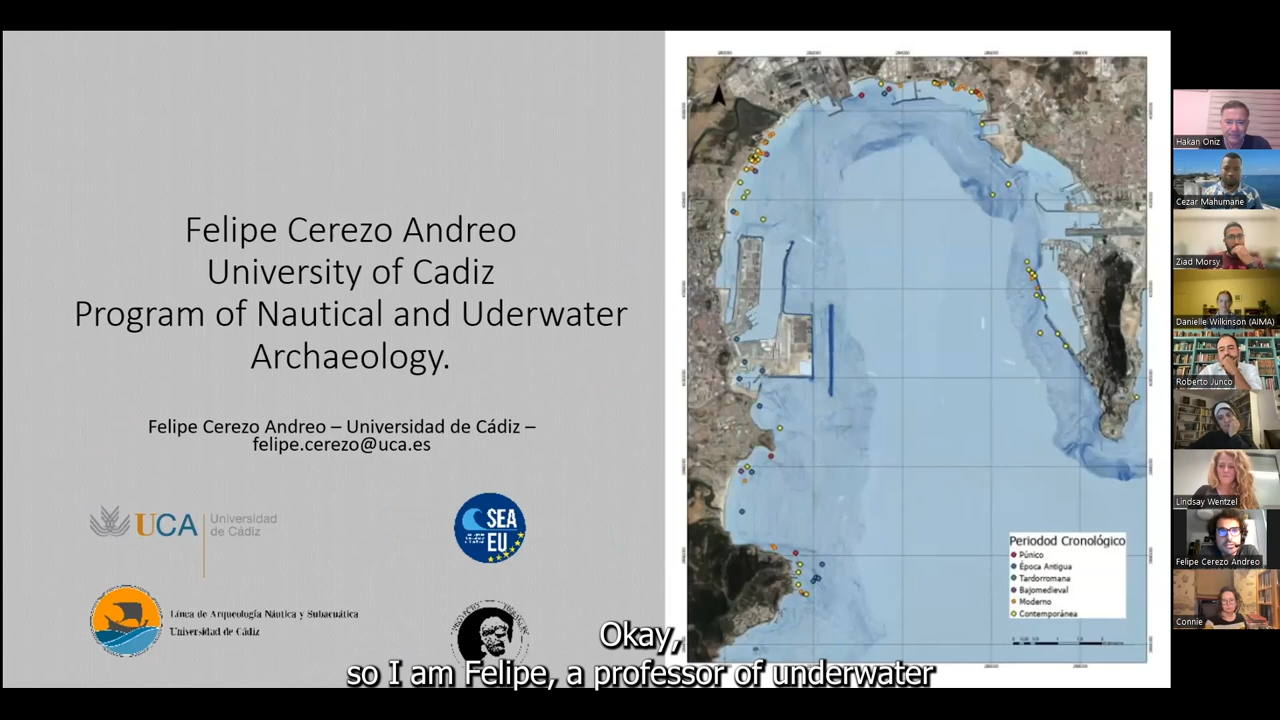 Felipe Cerezo Andreo
University of Cadiz
Program of Nautical and Uderwater
Archaeology.
Felipe Cerezo Andreo – Universidad de Cádiz –
felipe.cerezo@uca.es
UCA Universidad
de Cádiz
SEA
EU
Línea de Arqueología Náutica y Subacuática
Universidad de Cádiz
Periodod Cronológico
Púnico
Época Antigua
Tardorromana
Bajomedieval
Moderno
Contemporánea
Okay,
so I am Felipe, a professor of underwater
Hakan Oniz
Cezar Mahumane
Ziad Morsy
Danielle Wilkinson (AIMA)
Roberto Junco
Lindsay Wentzel
Felipe Cerezo Andreo
Connie